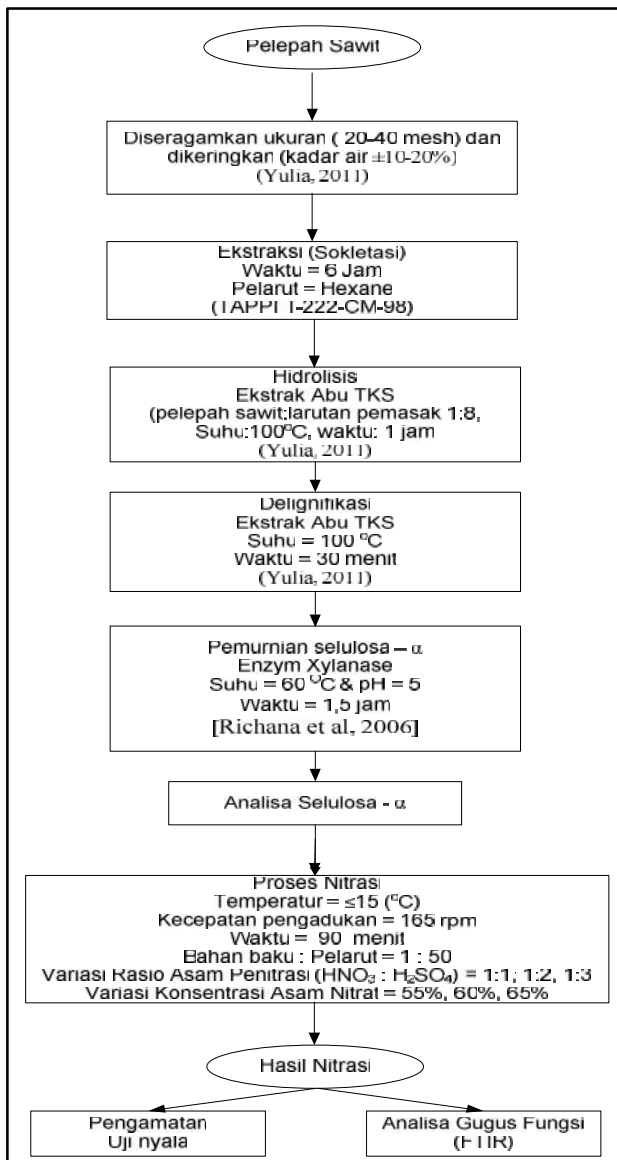 Pelepah Sawit
Diseragamkan ukuran ( 20-40 mesh) dan
dikeringkan (kadar air ±10-20%)
(Yulia, 2011)
Ekstraksi (Sokletasi)
Waktu = 6 Jam
Pelarut = Hexane
(TAPPI T-222-CM-98)
Hidrolisis
Ekstrak Abu TKS
(pelepah sawit:larutan pemasak 1:8,
Suhu:100°C, waktu: 1 jam
(Yulia, 2011)
Delignifikasi
Ekstrak Abu TKS
Suhu = 100 °C
Waktu = 30 menit
(Yulia, 2011)
Pemurnian selulosa – α
Enzym Xylanase
Suhu = 60 °C & pH = 5
Waktu = 1,5 jam
[Richana et al, 2006]
Analisa Selulosa - α
Proses Nitrasi
Temperatur = ≤15 (°C)
Kecepatan pengadukan = 165 rpm
Waktu = 90 menit
Bahan baku : Pelarut = 1 : 50
Variasi Rasio Asam Penitrasi (HNO₃ : H₂SO₄) = 1:1, 1:2, 1:3
Variasi Konsentrasi Asam Nitrat = 55%, 60%, 65%
Hasil Nitrasi
Pengamatan
Uji nyala
Analisa Gugus Fungsi
(FTIR)